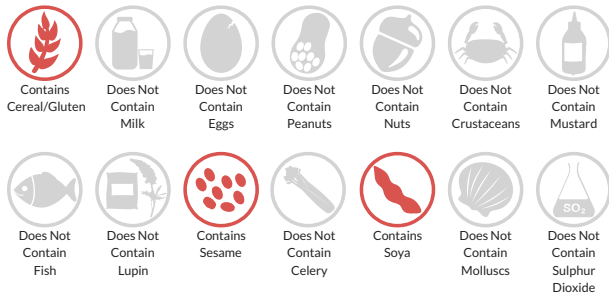 Contains
Cereal/Gluten
Does Not
Contain
Milk
Does Not
Contain
Eggs
Does Not
Contain
Peanuts
Does Not
Contain
Nuts
Does Not
Contain
Crustaceans
Does Not
Contain
Mustard
Does Not
Contain
Fish
Does Not
Contain
Lupin
Contains
Sesame
Does Not
Contain
Celery
Contains
Soya
Does Not
Contain
Molluscs
SO₂
Does Not
Contain
Sulphur
Dioxide